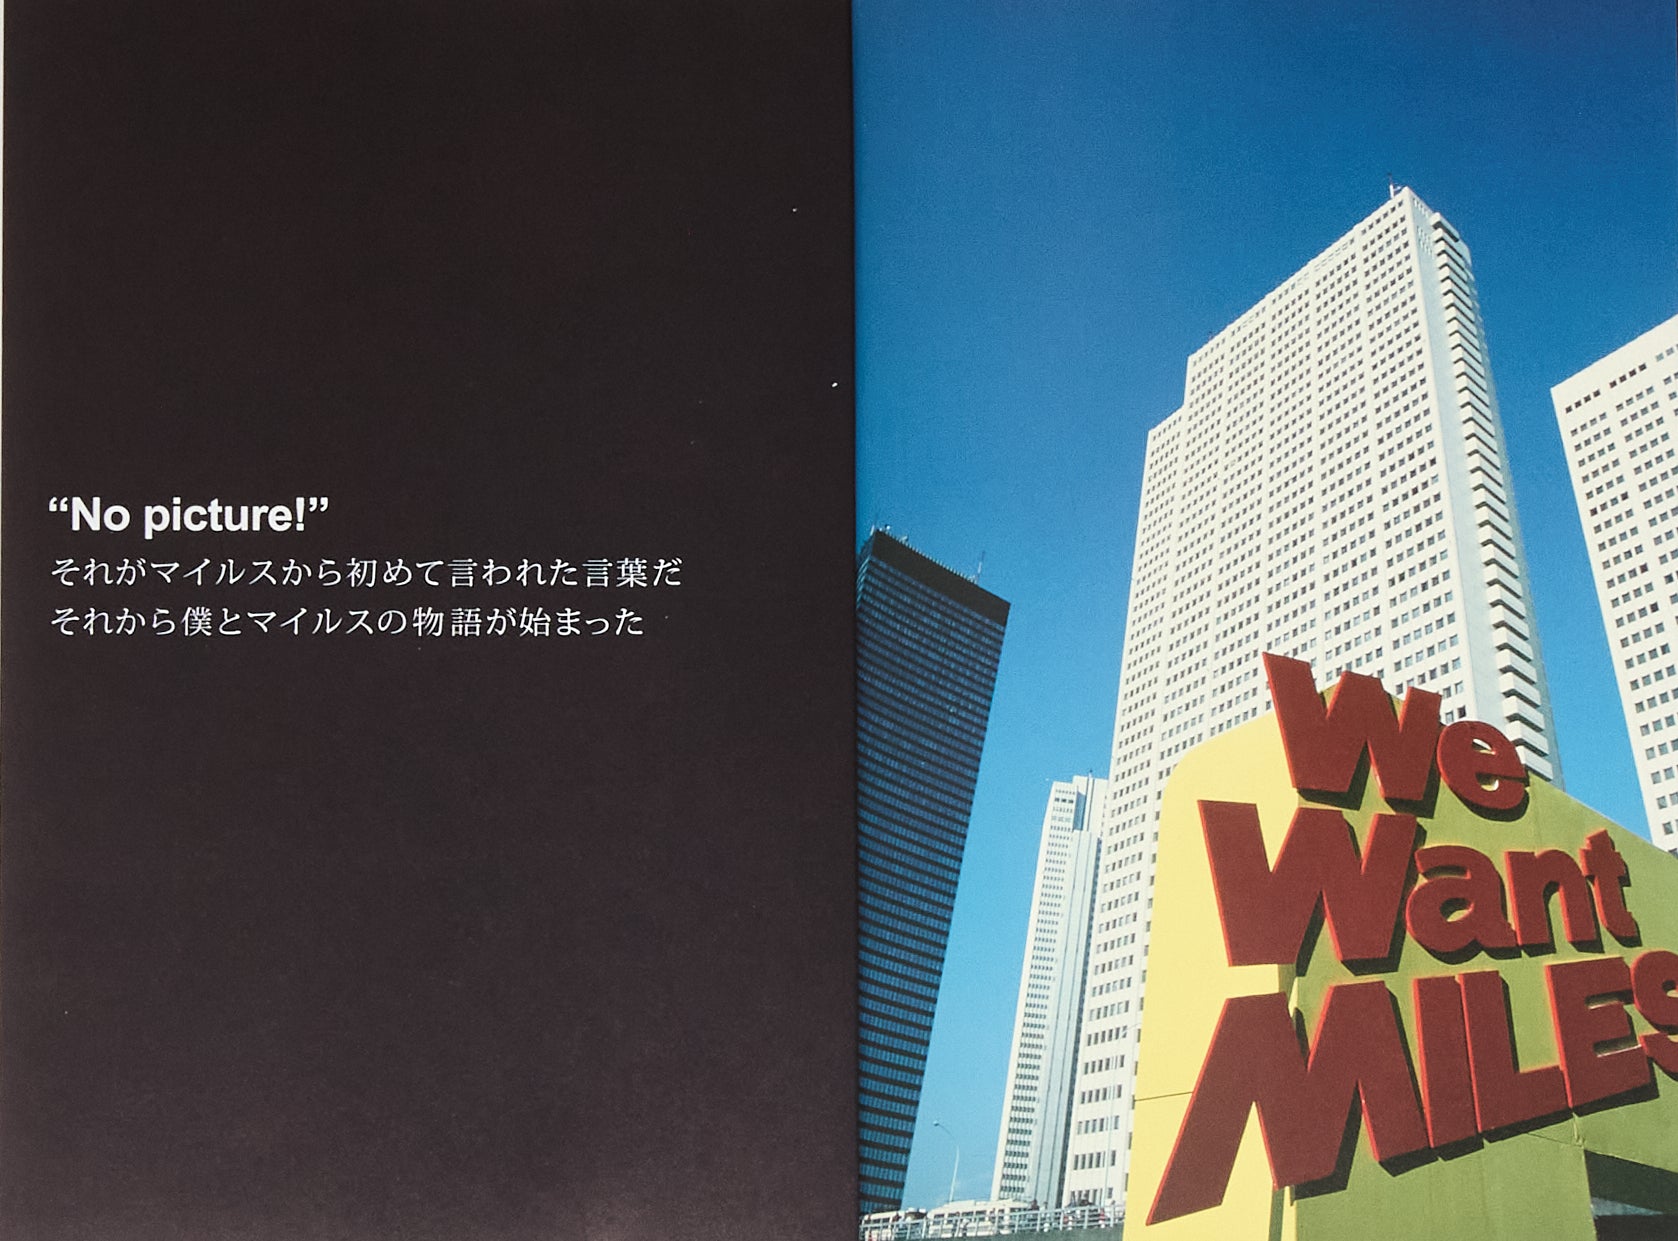 “No picture!”
それがマイルスから初めて言われた言葉だ
それから僕とマイルスの物語が始まった
We
Want
MILES